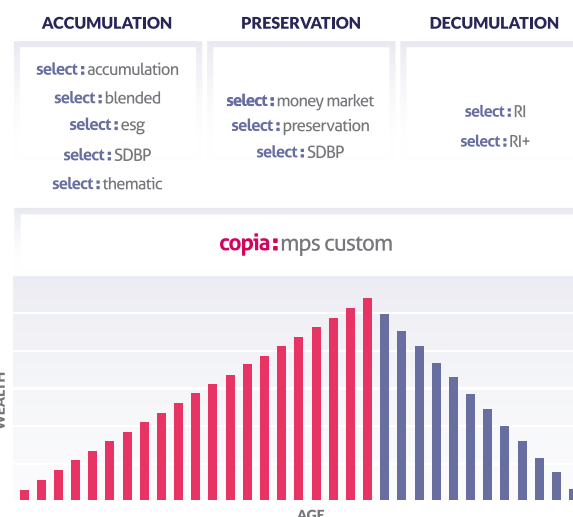 ACCUMULATION
select:accumulation
select:blended
select:esg
select:SDBP
select:thematic
PRESERVATION
select:money market
select:preservation
select:SDBP
DECUMULATION
select:RI
select:RI+
copia:mps custom
WEALTH
AGE